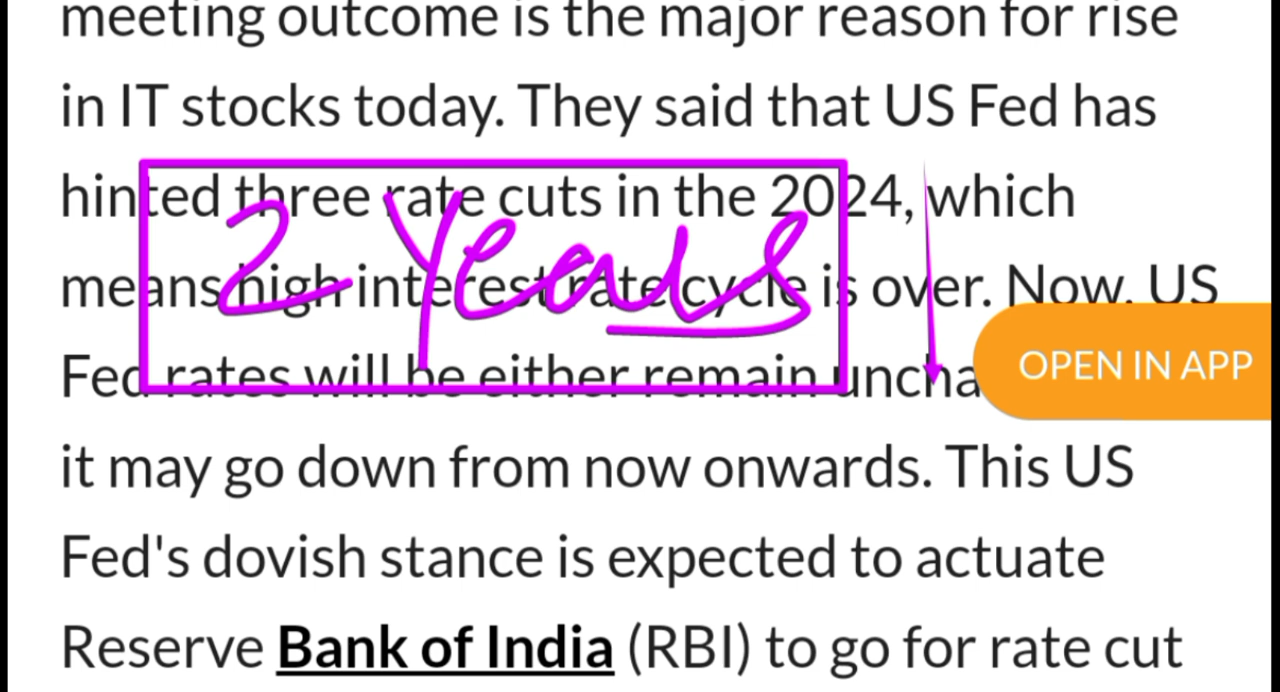 meeting outcome is the major reason for rise
in IT stocks today. They said that US Fed has
hinted three rate cuts in the 2024, which
means high interest rate cycle is over. Now, US
Fed rates will be either remain uncha
it may go down from now onwards. This US
Fed's dovish stance is expected to actuate
Reserve Bank of India (RBI) to go for rate cut
2 Years
OPEN IN APP